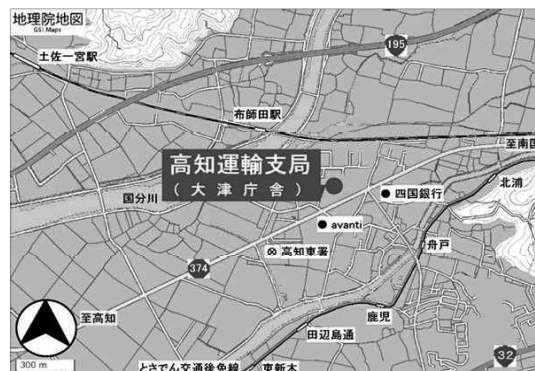 地理院地図
GSI Maps
土佐一宮駅
195
布師田駅
至南国
高知運輸支局
(大津庁舎)
北浦
国分川
四国銀行
avanti
舟戸
高知東署
374
至高知
鹿児
田辺島通
32
300 m
とさでん交通後免線
東新木